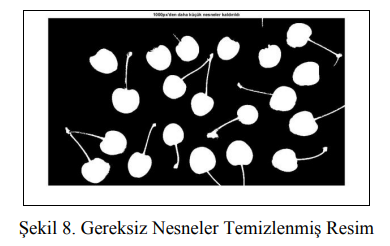 1000px'den daha küçük nesneler kaldırıldı
Şekil 8. Gereksiz Nesneler Temizlenmiş Resim